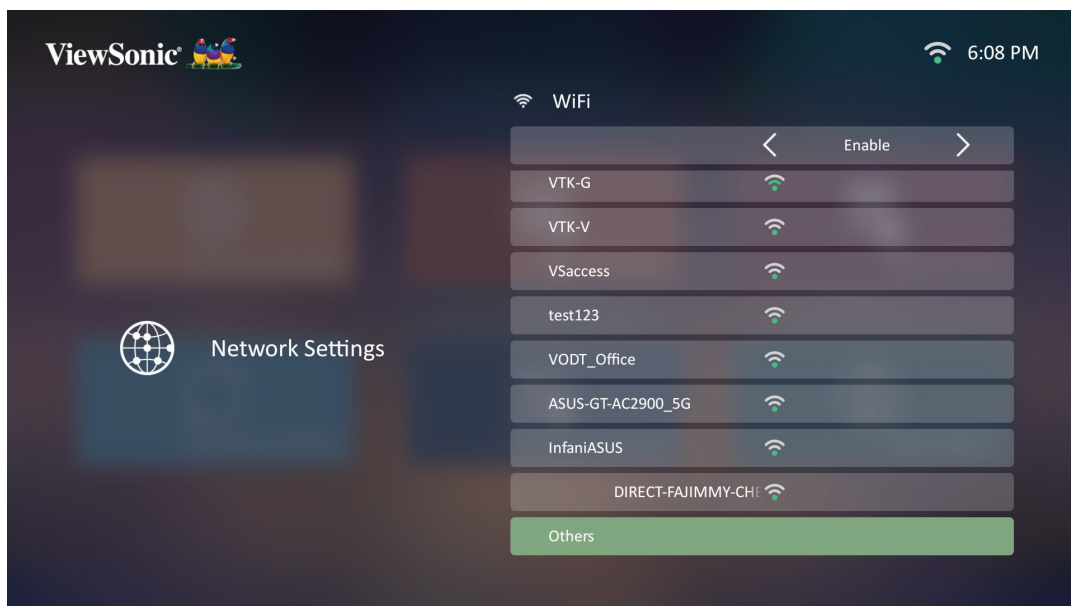 ViewSonic®
6:08 PM
WiFi
Enable
VTK-G
VTK-V
VSaccess
test123
Network Settings
VODT_Office
ASUS-GT-AC2900_5G
InfaniASUS
DIRECT-FAJIMMY-CHE
Others